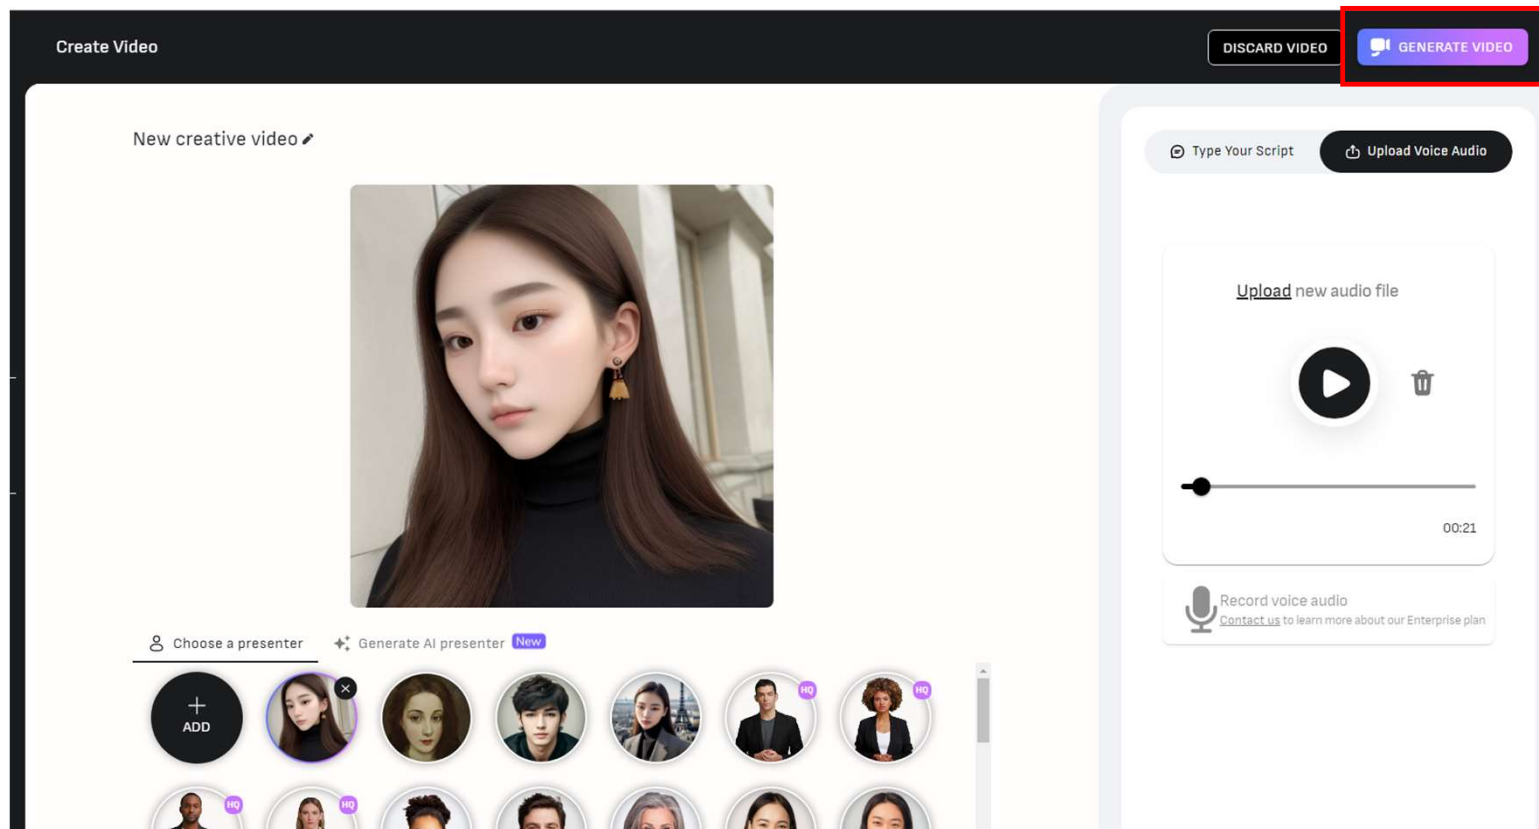 Create Video
DISCARD VIDEO
GENERATE VIDEO
New creative video
Type Your Script
Upload Voice Audio
Upload new audio file
00:21
Record voice audio
Contact us to learn more about our Enterprise plan
Choose a presenter
Generate AI presenter New
ADD
HQ
HQ
HQ
HQ